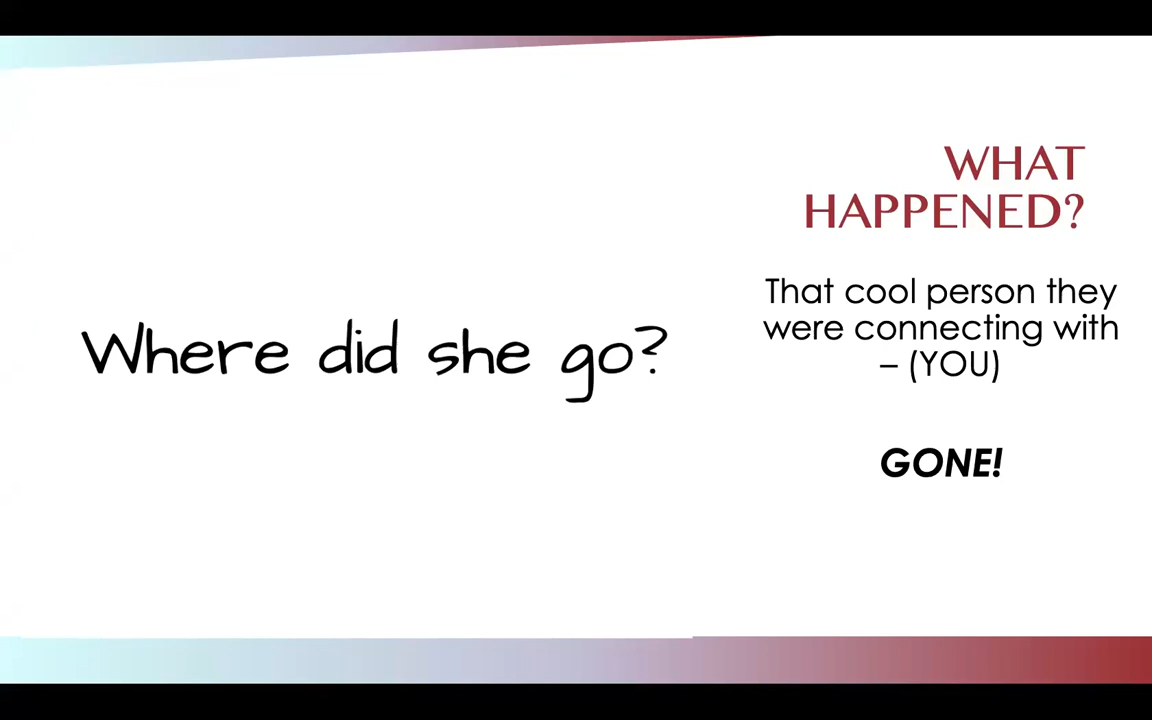 Where did she go?
WHAT
HAPPENED?
That cool person they
were connecting with
– (YOU)
GONE!